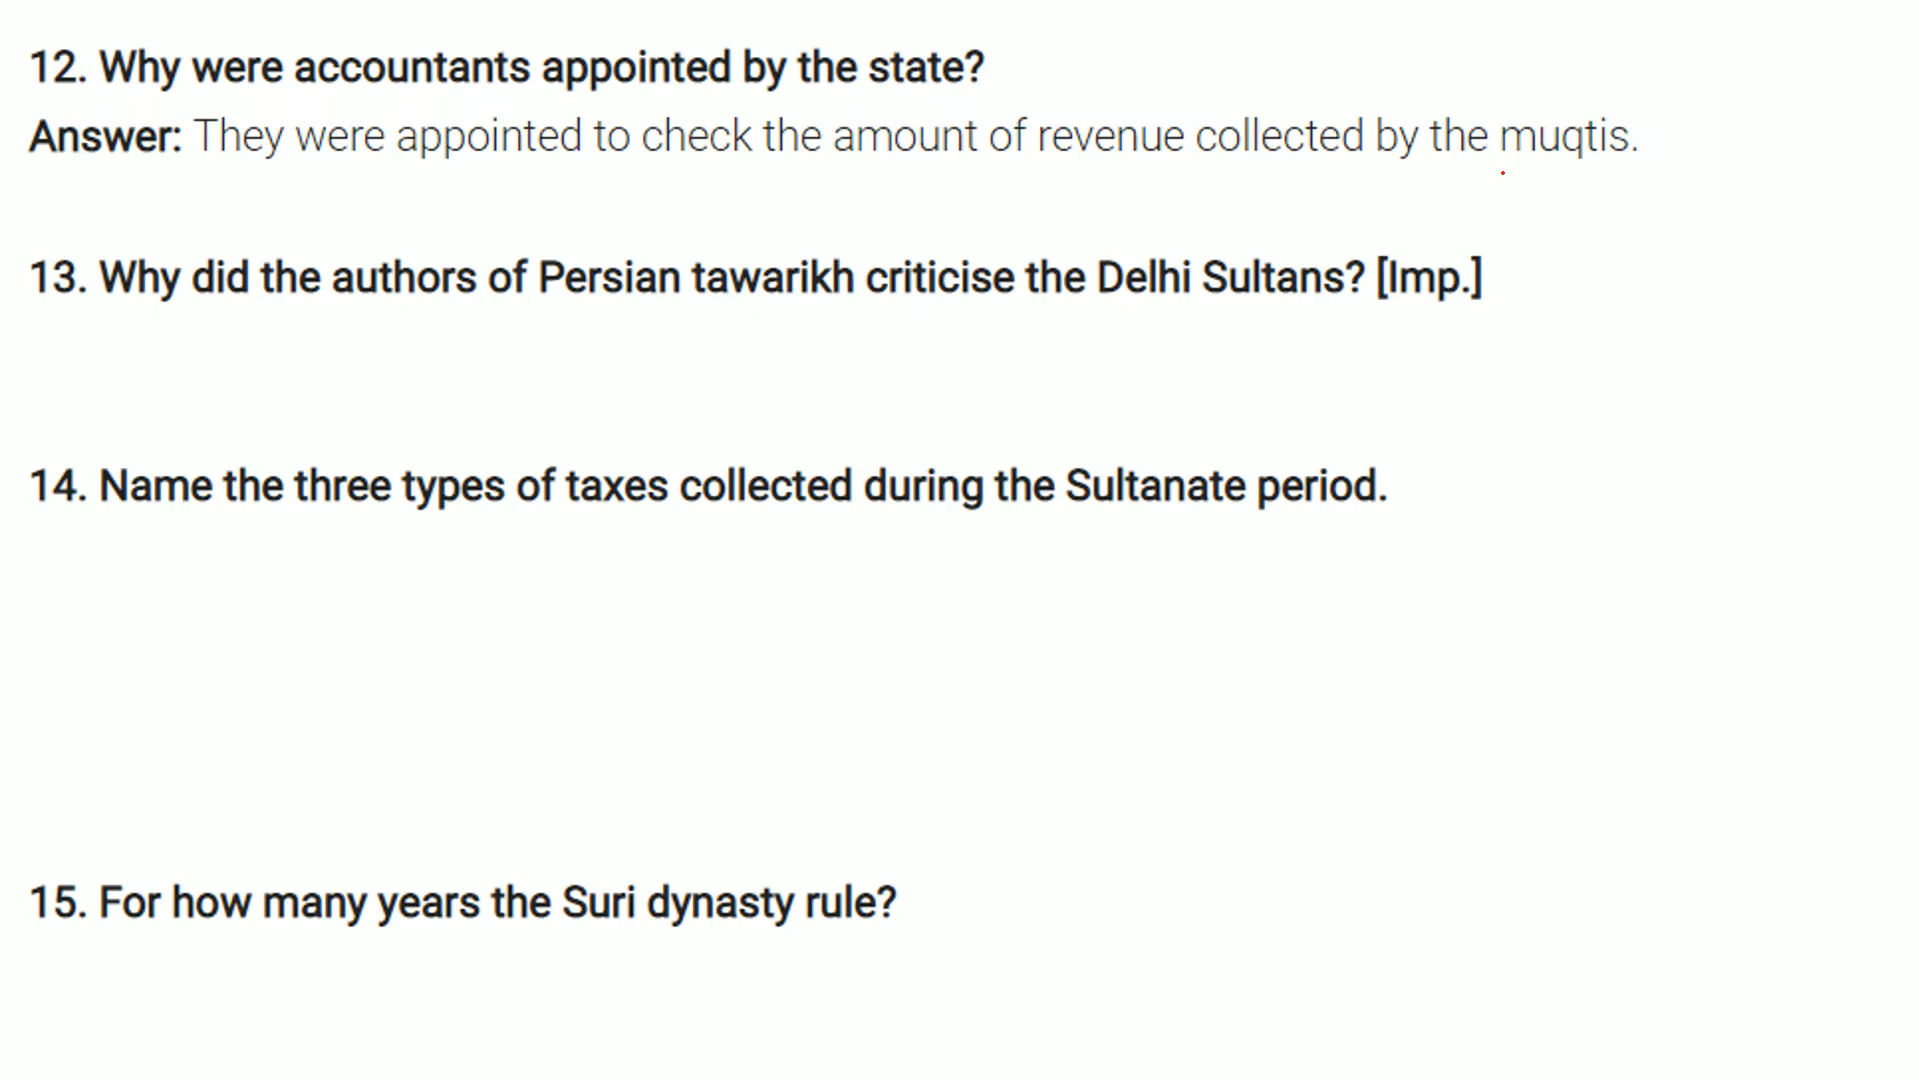 12. Why were accountants appointed by the state?
Answer: They were appointed to check the amount of revenue collected by the muqtis.
13. Why did the authors of Persian tawarikh criticise the Delhi Sultans? [Imp.]
14. Name the three types of taxes collected during the Sultanate period.
15. For how many years the Suri dynasty rule?